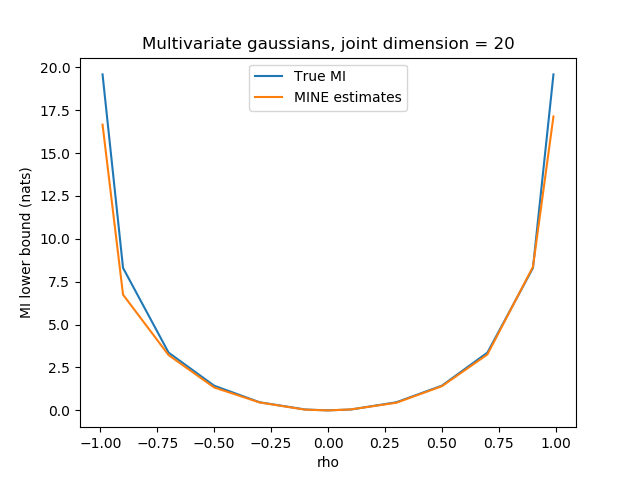 Multivariate gaussians, joint dimension = 20
True MI
MINE estimates
MI lower bound (nats)
20.0
17.5
15.0
12.5
10.0
7.5
5.0
2.5
0.0
−1.00 −0.75 −0.50 −0.25 0.00 0.25 0.50 0.75 1.00
rho